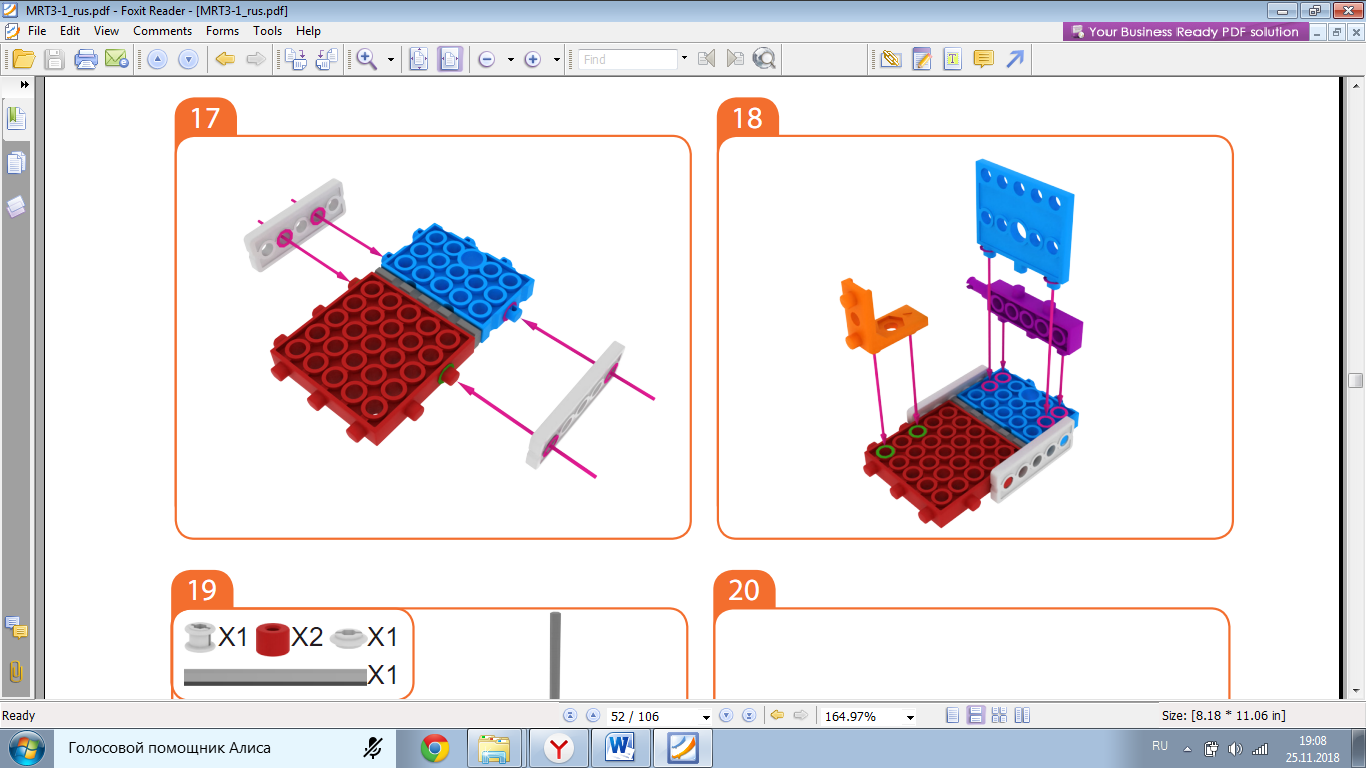 MRT3-1_rus.pdf - Foxit Reader - [MRT3-1_rus.pdf]
File Edit View Comments Forms Tools Help
Your Business Ready PDF solution
Find
17
18
19
X1 X2 X1
X1
20
Ready
52 / 106
164.97%
Size: [8.18 * 11.06 in]
Голосовой помощник Алиса
RU
19:08
25.11.2018